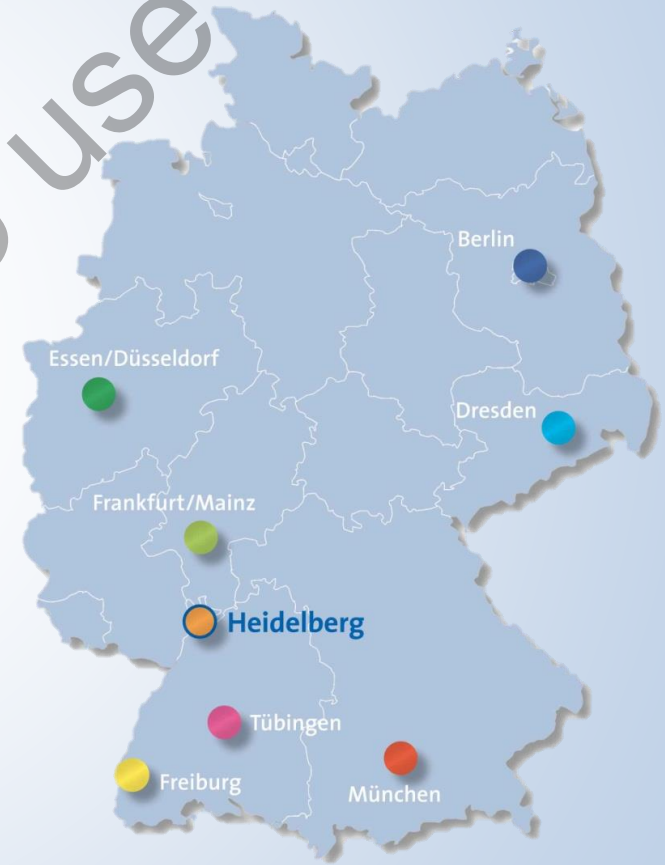 use
Berlin
Essen/Düsseldorf
Dresden
Frankfurt/Mainz
Heidelberg
Tübingen
Freiburg
München